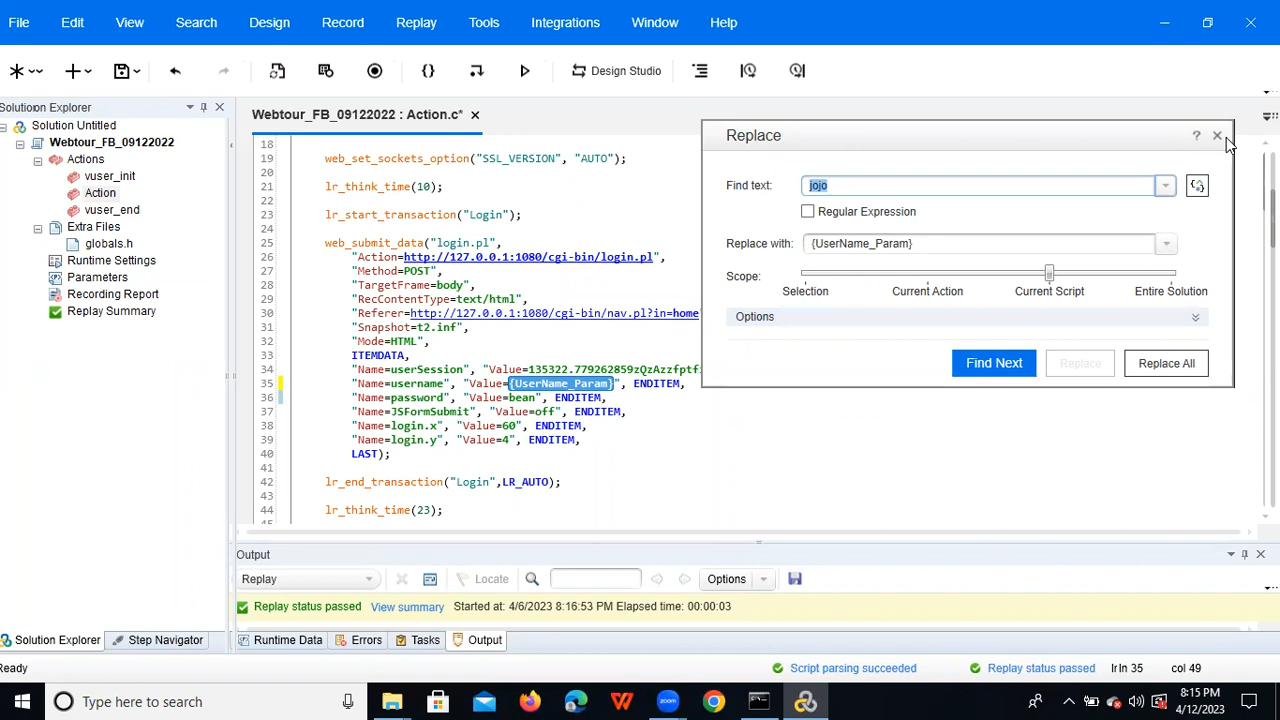 File Edit View Search Design Record Replay Tools Integrations Window Help
Design Studio
Solution Explorer
Webtour_FB_09122022 : Action.c*
Solution Untitled
Webtour_FB_09122022
Actions
vuser_init
Action
vuser_end
Extra Files
globals.h
Runtime Settings
Parameters
Recording Report
Replay Summary
18
19 web_set_sockets_option("SSL_VERSION", "AUTO");
20
21 lr_think_time(10);
22
23 lr_start_transaction("Login");
24
25 web_submit_data("login.pl",
26 "Action=http://127.0.0.1:1080/cgi-bin/login.pl",
27 "Method=POST",
28 "TargetFrame=body",
29 "RecContentType=text/html",
30 "Referer=http://127.0.0.1:1080/cgi-bin/nav.pl?in=home
31 "Snapshot=t2.inf",
32 "Mode=HTML",
33 ITEMDATA,
34 "Name=userSession", "Value=135322.779262859zQzAzzfptf
35 "Name=username", "Value={UserName_Param}", ENDITEM,
36 "Name=password", "Value=bean", ENDITEM,
37 "Name=JSFormSubmit", "Value=off", ENDITEM,
38 "Name=login.x", "Value=60", ENDITEM,
39 "Name=login.y", "Value=4", ENDITEM,
40 LAST);
41
42 lr_end_transaction("Login",LR_AUTO);
43
44 lr_think_time(23);
45
Replace
Find text: jojo
Regular Expression
Replace with: {UserName_Param}
Scope:
Selection Current Action Current Script Entire Solution
Options
Find Next Replace Replace All
Output
Replay Locate Options
Replay status passed View summary Started at: 4/6/2023 8:16:53 PM Elapsed time: 00:00:03
Solution Explorer Step Navigator Runtime Data Errors Tasks Output
Ready Script parsing succeeded Replay status passed ln 35 col 49
Type here to search
8:15 PM
4/12/2023